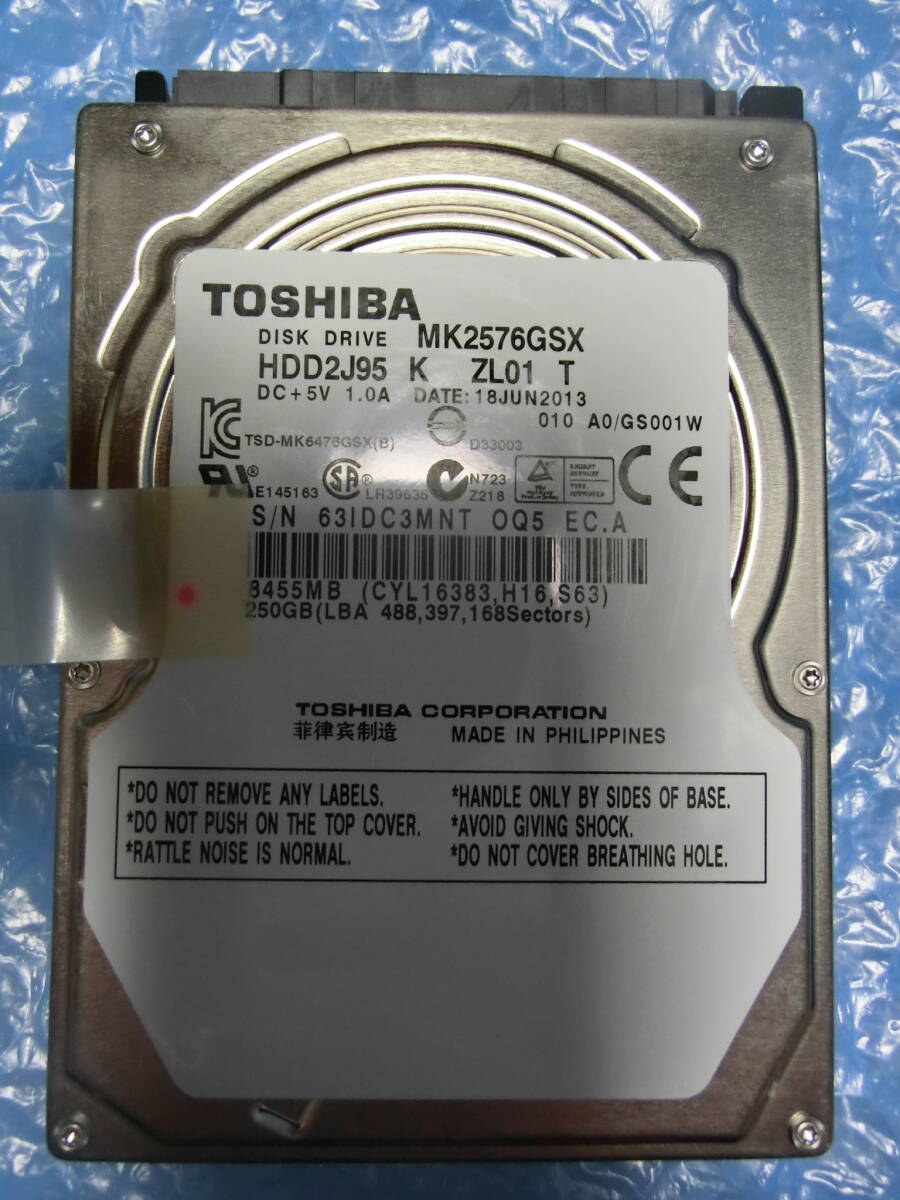 TOSHIBA
DISK DRIVE MK2576GSX
HDD2J95 K ZL01 T
DC+5V 1.0A DATE:18JUN2013
010 A0/GS001W
TSD-MK6476GSX(B) D33003
E145163 LR39635 N723
Z218
S/N 63IDC3MNT OQ5 EC.A
8455MB (CYL16383,H16,S63)
250GB(LBA 488,397,168Sectors)
TOSHIBA CORPORATION
菲律宾制造 MADE IN PHILIPPINES
*DO NOT REMOVE ANY LABELS. *HANDLE ONLY BY SIDES OF BASE.
*DO NOT PUSH ON THE TOP COVER. *AVOID GIVING SHOCK.
*RATTLE NOISE IS NORMAL. *DO NOT COVER BREATHING HOLE.